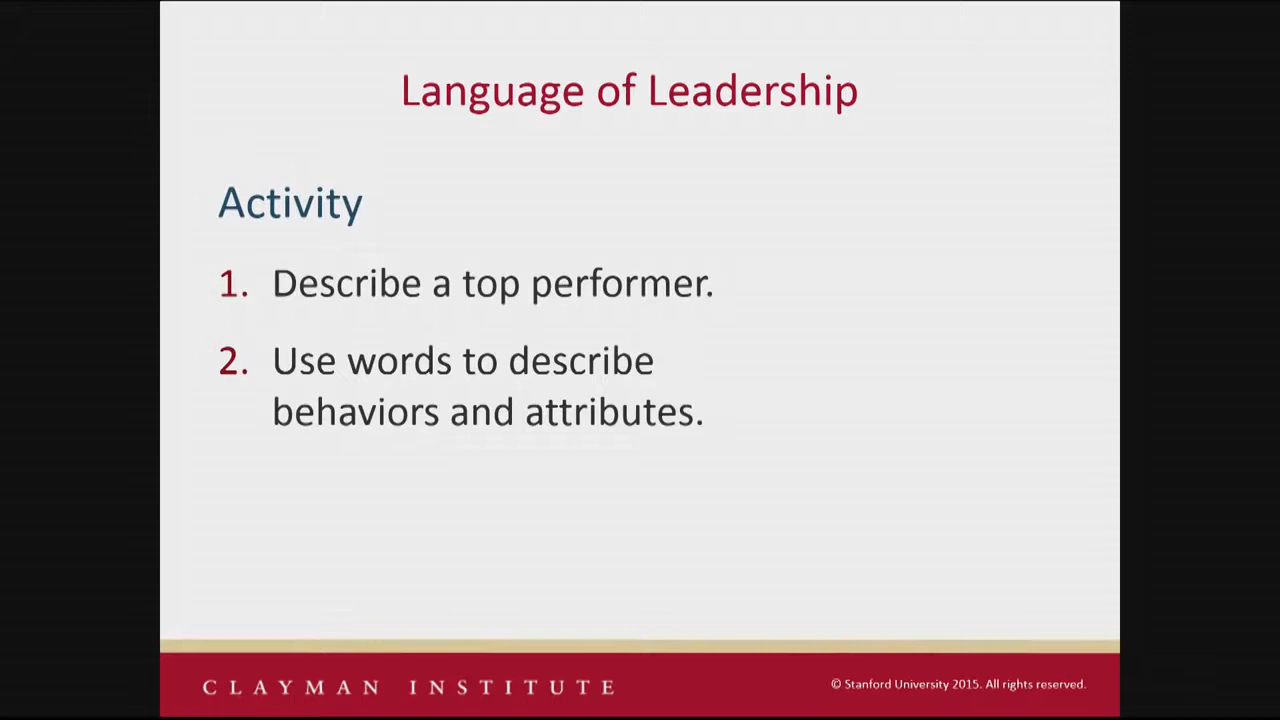 Language of Leadership
Activity
1. Describe a top performer.
2. Use words to describe
behaviors and attributes.
CLAYMAN INSTITUTE
© Stanford University 2015. All rights reserved.